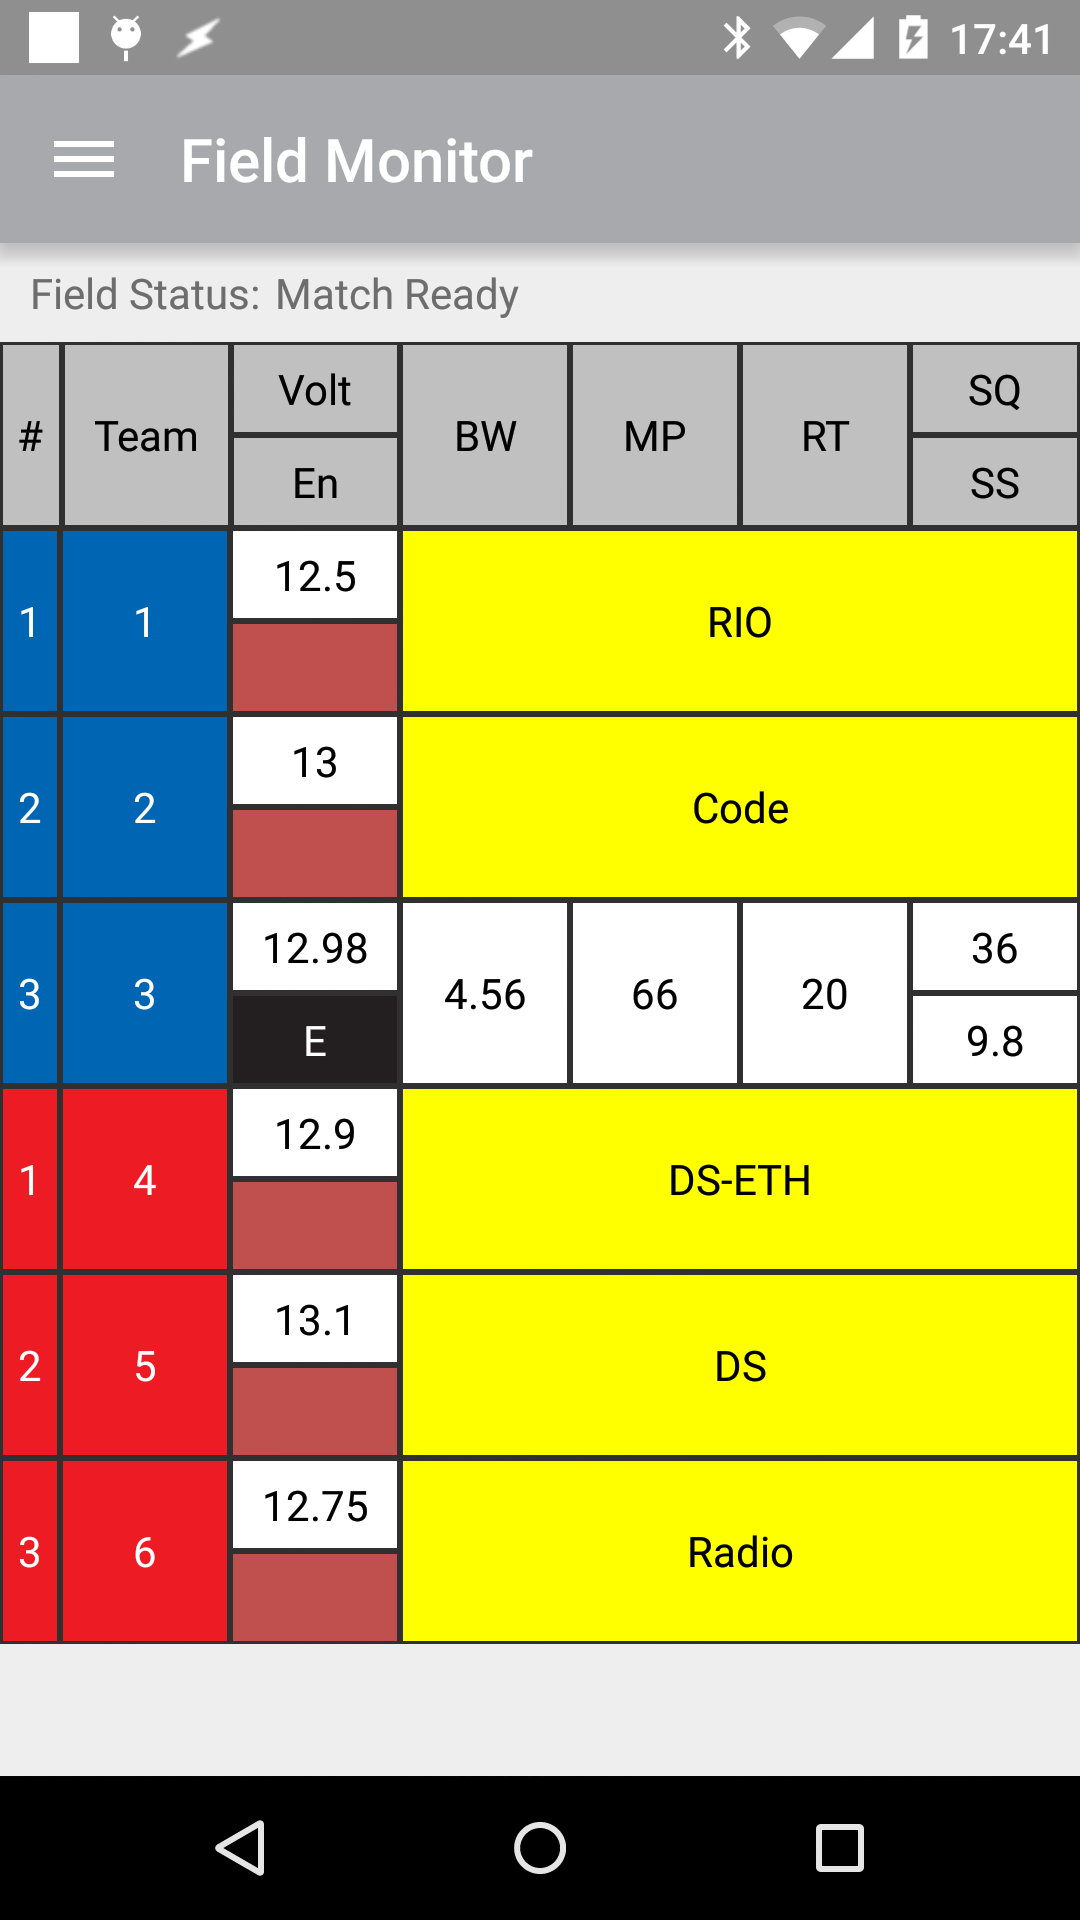 17:41
Field Monitor
Field Status: Match Ready
# Team Volt En BW MP RT SQ SS
1 1 12.5 RIO
2 2 13 Code
3 3 12.98 E 4.56 66 20 36 9.8
1 4 12.9 DS-ETH
2 5 13.1 DS
3 6 12.75 Radio